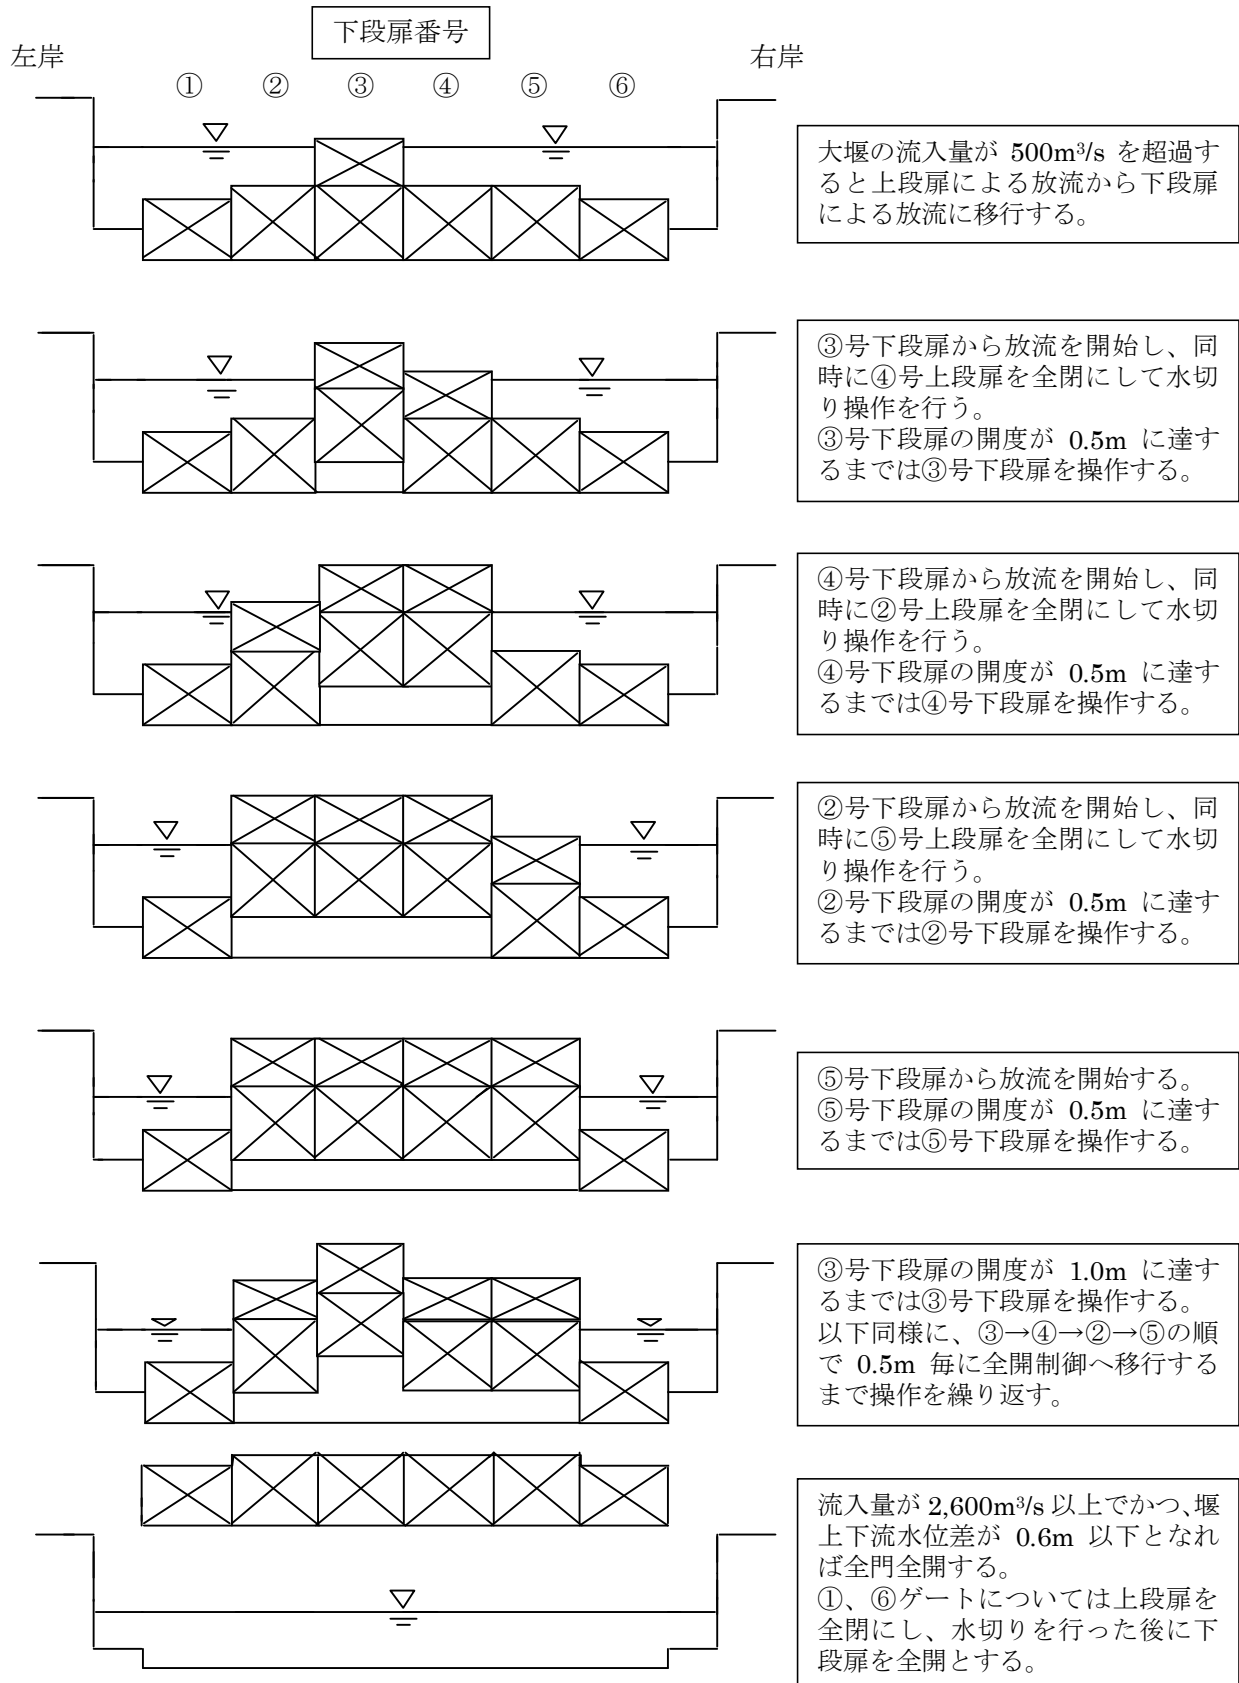 下段扉番号
左岸
右岸
① ② ③ ④ ⑤ ⑥
大堰の流入量が 500m³/s を超過す
ると上段扉による放流から下段扉
による放流に移行する。
③号下段扉から放流を開始し、同
時に④号上段扉を全閉にして水切
り操作を行う。
③号下段扉の開度が 0.5m に達す
るまでは③号下段扉を操作する。
④号下段扉から放流を開始し、同
時に②号上段扉を全閉にして水切
り操作を行う。
④号下段扉の開度が 0.5m に達す
るまでは④号下段扉を操作する。
②号下段扉から放流を開始し、同
時に⑤号上段扉を全閉にして水切
り操作を行う。
②号下段扉の開度が 0.5m に達す
るまでは②号下段扉を操作する。
⑤号下段扉から放流を開始する。
⑤号下段扉の開度が 0.5m に達す
るまでは⑤号下段扉を操作する。
③号下段扉の開度が 1.0m に達す
るまでは③号下段扉を操作する。
以下同様に、③→④→②→⑤の順
で 0.5m 毎に全開制御へ移行する
まで操作を繰り返す。
流入量が 2,600m³/s 以上でかつ、堰
上下流水位差が 0.6m 以下となれ
ば全門全開する。
①、⑥ゲートについては上段扉を
全閉にし、水切りを行った後に下
段扉を全開とする。